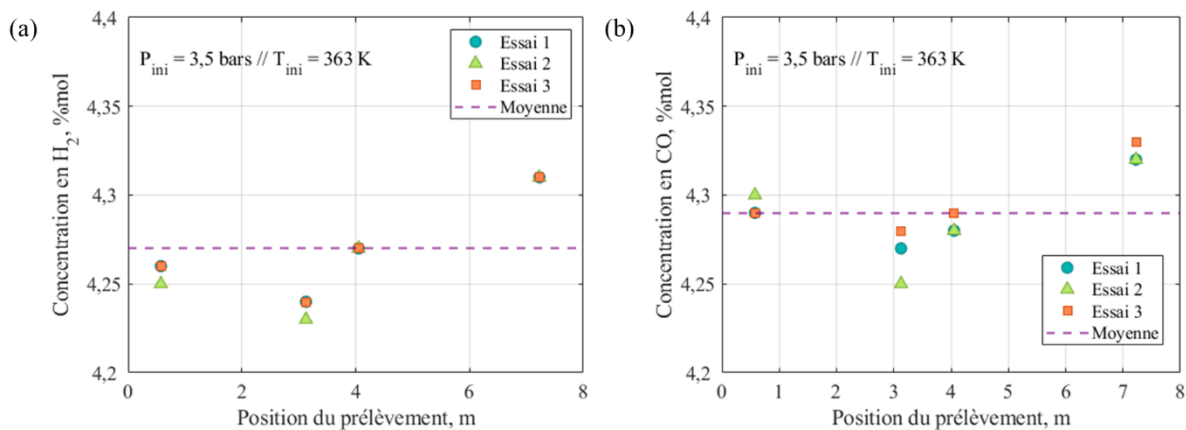 (a)
4,4
4,35
4,3
4,25
4,2
Concentration en H2, %mol
Pini = 3,5 bars // Tini = 363 K
Essai 1
Essai 2
Essai 3
Moyenne
0 2 4 6 8
Position du prélèvement, m
(b)
4,4
4,35
4,3
4,25
4,2
Concentration en CO, %mol
Pini = 3,5 bars // Tini = 363 K
Essai 1
Essai 2
Essai 3
Moyenne
0 1 2 3 4 5 6 7 8
Position du prélèvement, m